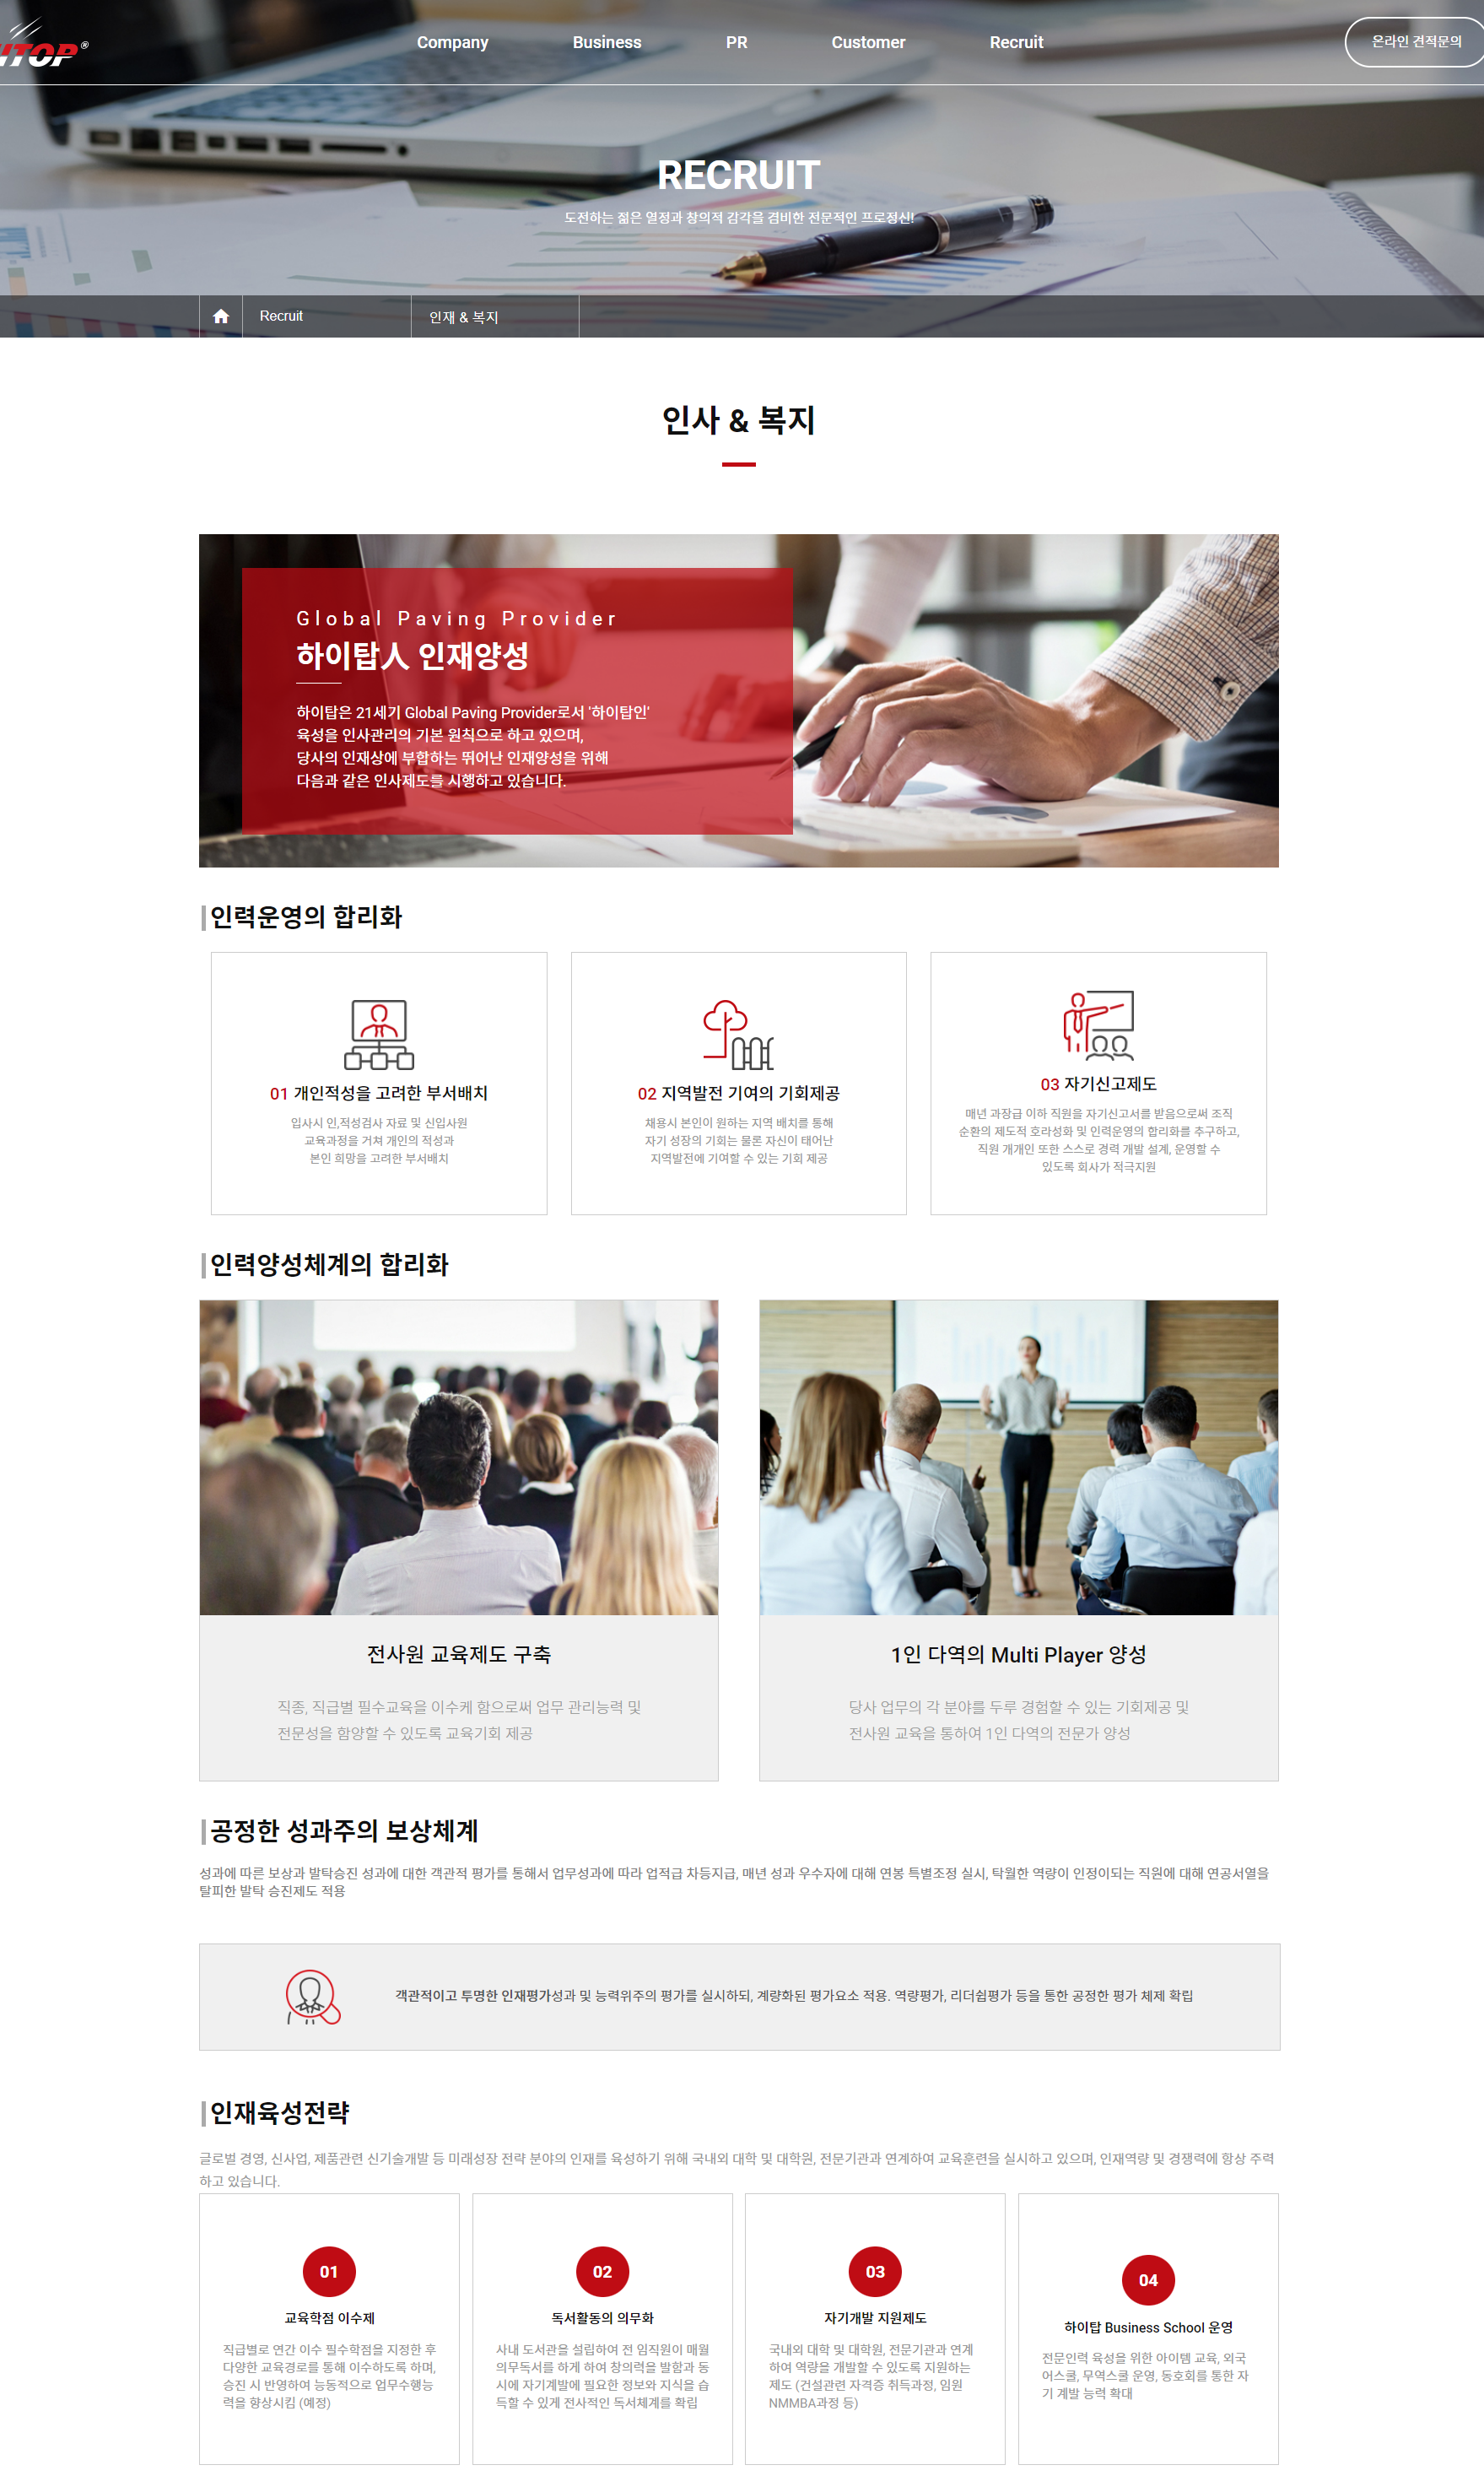 HTOP®
Company
Business
PR
Customer
Recruit
온라인 견적문의
RECRUIT
도전하는 젊은 열정과 창의적 감각을 겸비한 전문적인 프로정신!
Recruit
인재 & 복지
인사 & 복지
Global Paving Provider
하이탑人 인재양성
하이탑은 21세기 Global Paving Provider로서 '하이탑인'
육성을 인사관리의 기본 원칙으로 하고 있으며,
당사의 인재상에 부합하는 뛰어난 인재양성을 위해
다음과 같은 인사제도를 시행하고 있습니다.
인력운영의 합리화
01 개인적성을 고려한 부서배치
입사시 인,적성검사 자료 및 신입사원
교육과정을 거쳐 개인의 적성과
본인 희망을 고려한 부서배치
02 지역발전 기여의 기회제공
채용시 본인이 원하는 지역 배치를 통해
자기 성장의 기회는 물론 자신이 태어난
지역발전에 기여할 수 있는 기회 제공
03 자기신고제도
매년 과장급 이하 직원을 자기신고서를 받음으로써 조직
순환의 제도적 호라성화 및 인력운영의 합리화를 추구하고,
직원 개개인 또한 스스로 경력 개발 설계, 운영할 수
있도록 회사가 적극지원
인력양성체계의 합리화
전사원 교육제도 구축
직종, 직급별 필수교육을 이수케 함으로써 업무 관리능력 및
전문성을 함양할 수 있도록 교육기회 제공
1인 다역의 Multi Player 양성
당사 업무의 각 분야를 두루 경험할 수 있는 기회제공 및
전사원 교육을 통하여 1인 다역의 전문가 양성
공정한 성과주의 보상체계
성과에 따른 보상과 발탁승진 성과에 대한 객관적 평가를 통해서 업무성과에 따라 업적급 차등지급, 매년 성과 우수자에 대해 연봉 특별조정 실시, 탁월한 역량이 인정이되는 직원에 대해 연공서열을
탈피한 발탁 승진제도 적용
객관적이고 투명한 인재평가성과 및 능력위주의 평가를 실시하되, 계량화된 평가요소 적용. 역량평가, 리더쉽평가 등을 통한 공정한 평가 체제 확립
인재육성전략
글로벌 경영, 신사업, 제품관련 신기술개발 등 미래성장 전략 분야의 인재를 육성하기 위해 국내외 대학 및 대학원, 전문기관과 연계하여 교육훈련을 실시하고 있으며, 인재역량 및 경쟁력에 항상 주력
하고 있습니다.
01
교육학점 이수제
직급별로 연간 이수 필수학점을 지정한 후
다양한 교육경로를 통해 이수하도록 하며,
승진 시 반영하여 능동적으로 업무수행능
력을 향상시킴 (예정)
02
독서활동의 의무화
사내 도서관을 설립하여 전 임직원이 매월
의무독서를 하게 하여 창의력을 발함과 동
시에 자기계발에 필요한 정보와 지식을 습
득할 수 있게 전사적인 독서체계를 확립
03
자기개발 지원제도
국내외 대학 및 대학원, 전문기관과 연계
하여 역량을 개발할 수 있도록 지원하는
제도 (건설관련 자격증 취득과정, 임원
NMMBA과정 등)
04
하이탑 Business School 운영
전문인력 육성을 위한 아이템 교육, 외국
어스쿨, 무역스쿨 운영, 동호회를 통한 자
기 계발 능력 확대